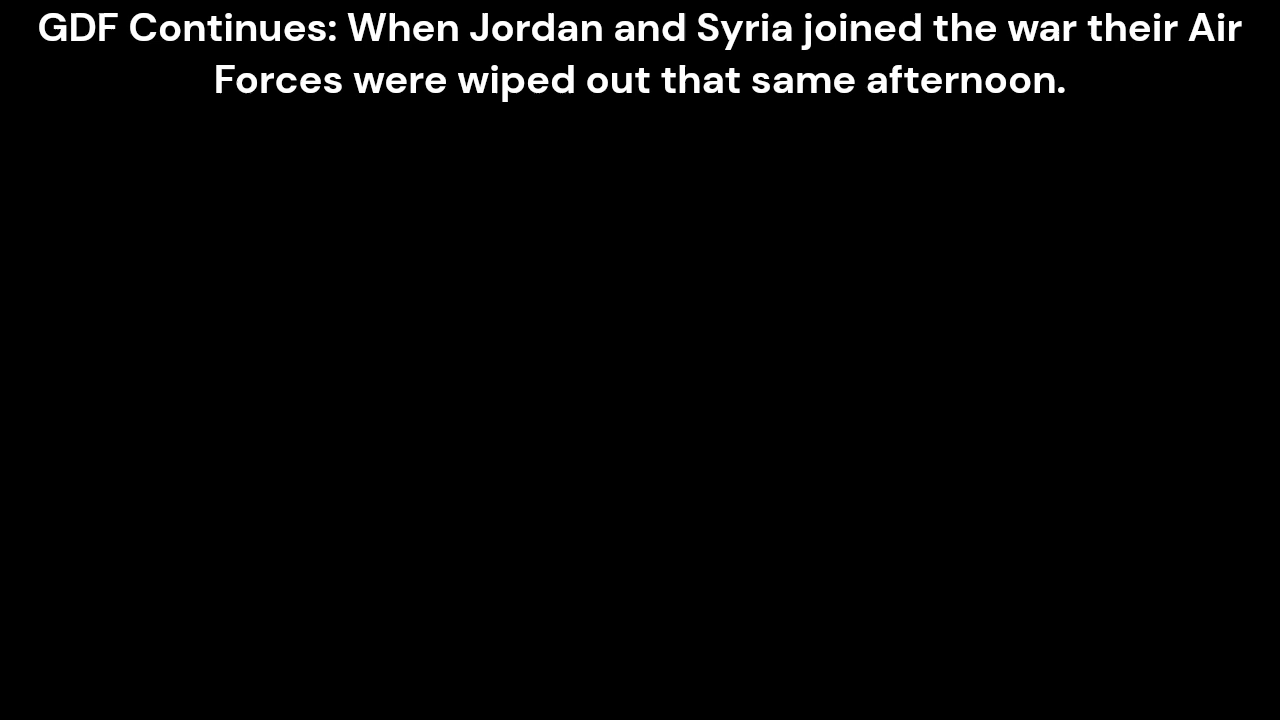 GDF Continues: When Jordan and Syria joined the war their Air
Forces were wiped out that same afternoon.